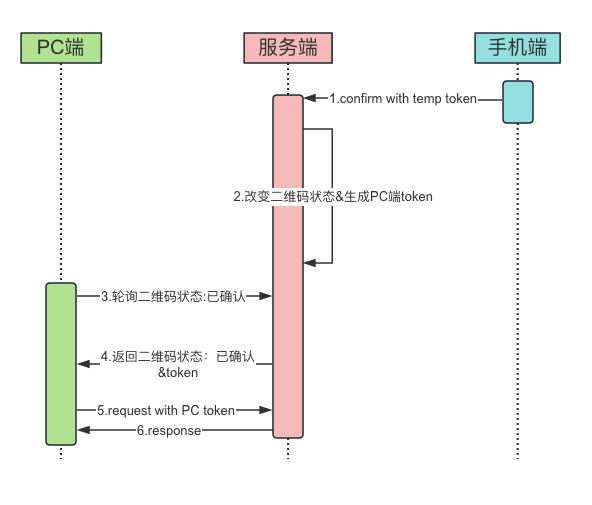 PC端
服务端
手机端
1.confirm with temp token
2.改变二维码状态&生成PC端token
3.轮询二维码状态:已确认
4.返回二维码状态：已确认
&token
5.request with PC token
6.response